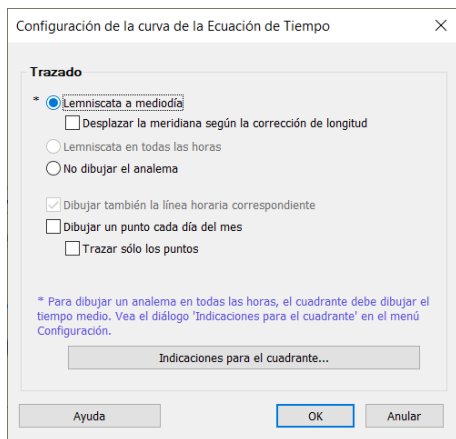 Configuración de la curva de la Ecuación de Tiempo
Trazado
* Lemniscata a mediodía
Desplazar la meridiana según la corrección de longitud
Lemniscata en todas las horas
No dibujar el analema
Dibujar también la línea horaria correspondiente
Dibujar un punto cada día del mes
Trazar sólo los puntos
* Para dibujar un analema en todas las horas, el cuadrante debe dibujar el
tiempo medio. Vea el diálogo 'Indicaciones para el cuadrante' en el menú
Configuración.
Indicaciones para el cuadrante...
Ayuda OK Anular